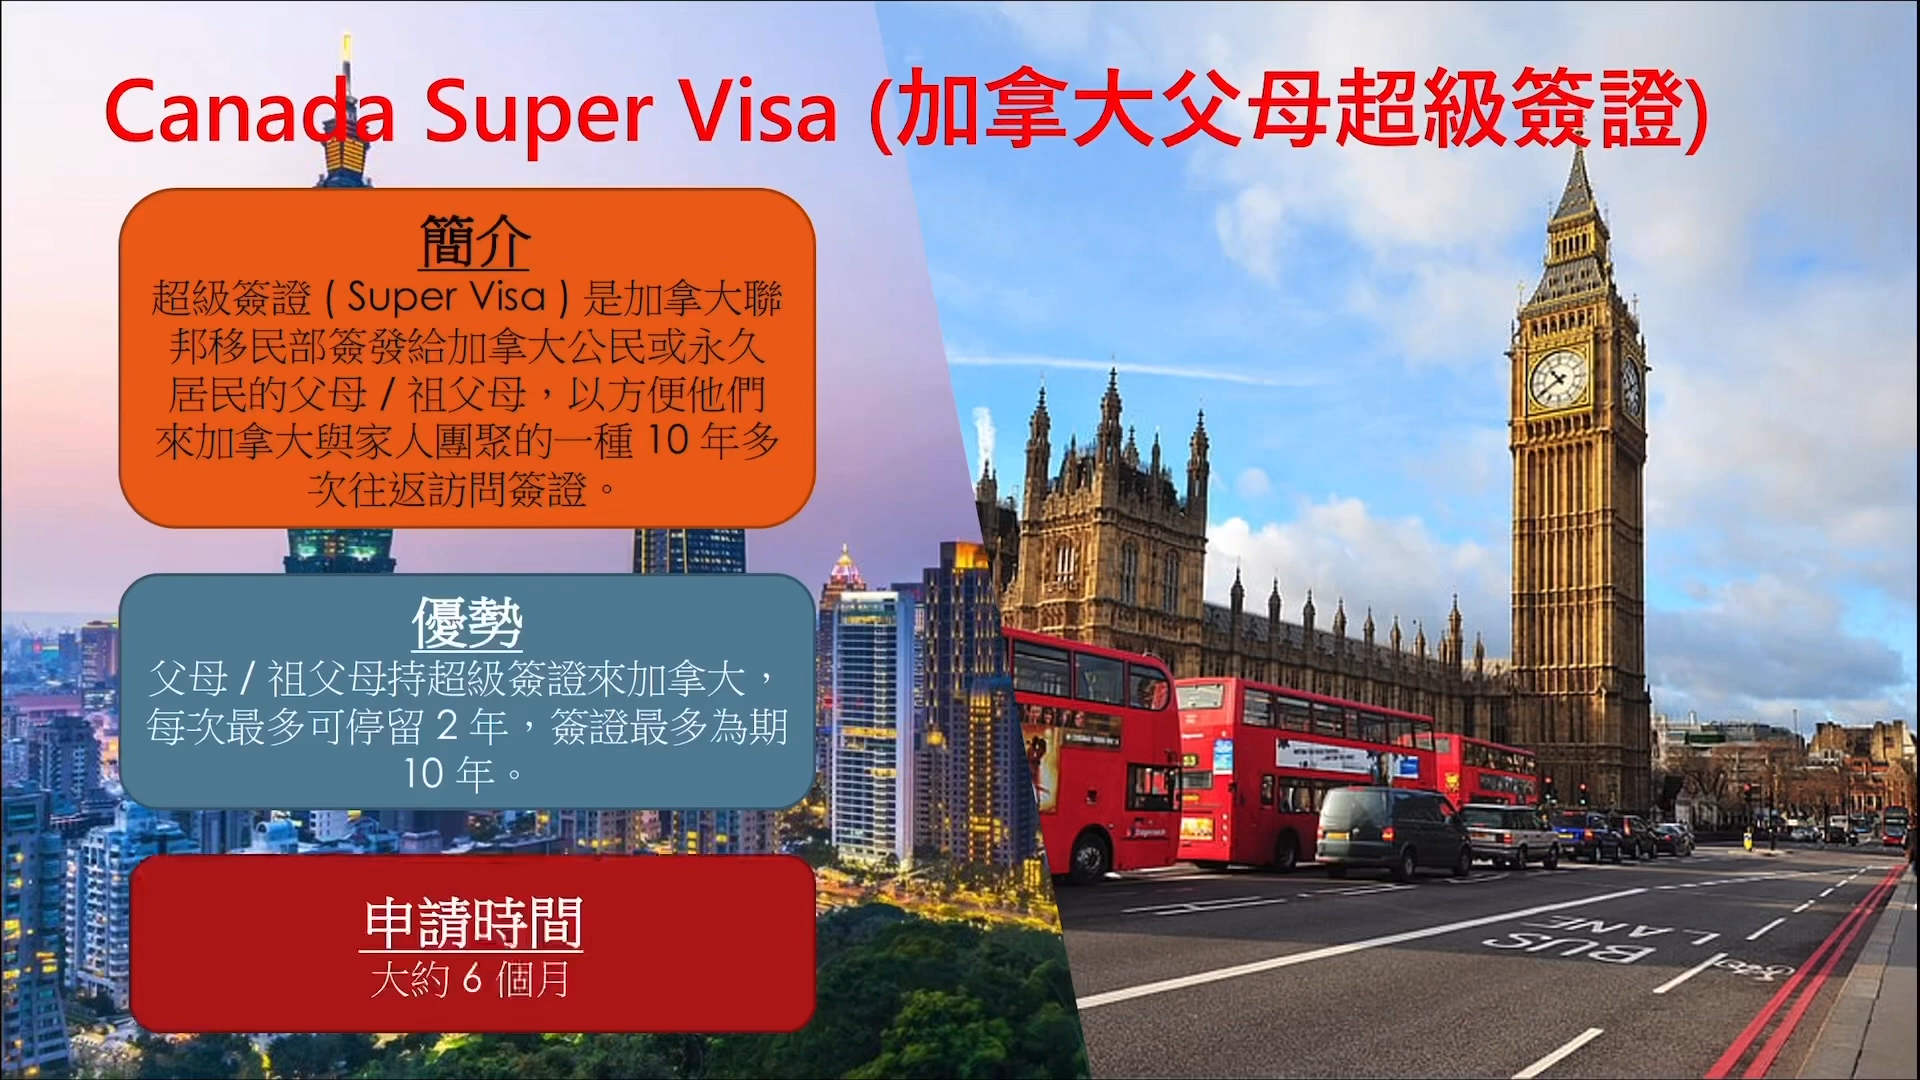 Canada Super Visa (加拿大父母超級簽證)
簡介
超級簽證 ( Super Visa ) 是加拿大聯
邦移民部簽發給加拿大公民或永久
居民的父母 / 祖父母，以方便他們
來加拿大與家人團聚的一種 10 年多
次往返訪問簽證。
優勢
父母 / 祖父母持超級簽證來加拿大，
每次最多可停留 2 年，簽證最多為期
10 年。
申請時間
大約 6 個月
BUS
LANE